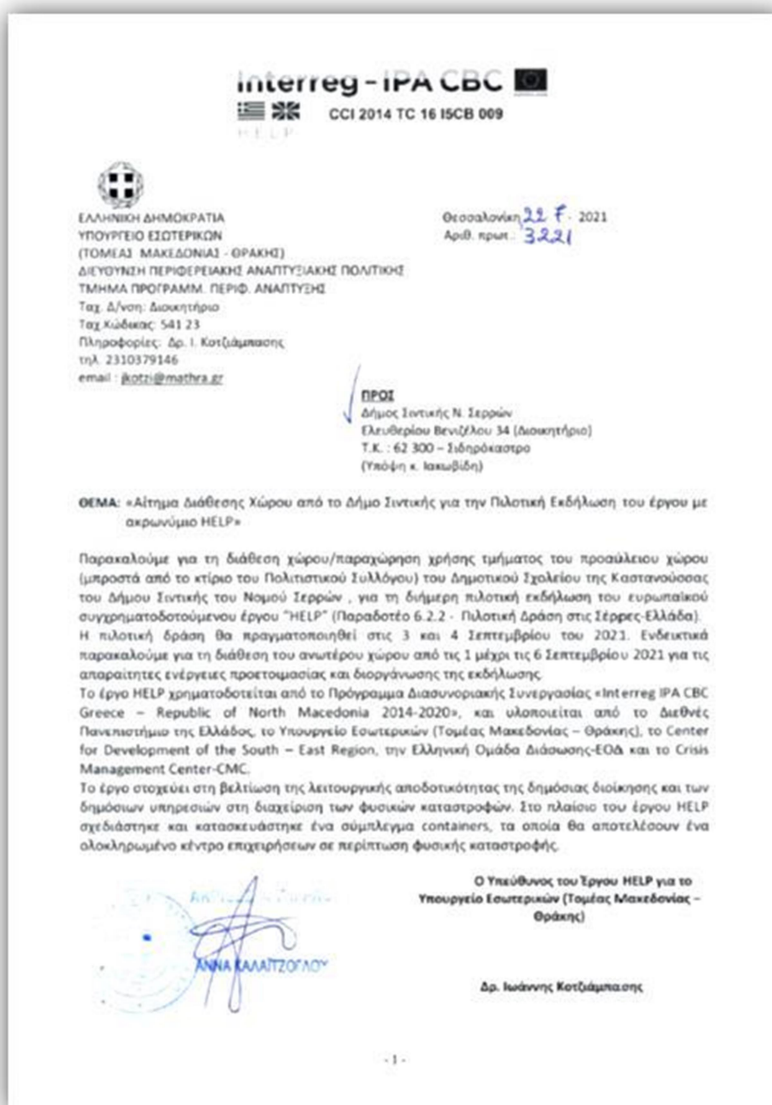 Interreg - IPA CBC
CCI 2014 TC 16 I5CB 009
HELP
ΕΛΛΗΝΙΚΗ ΔΗΜΟΚΡΑΤΙΑ
ΥΠΟΥΡΓΕΙΟ ΕΣΩΤΕΡΙΚΩΝ
(ΤΟΜΕΑΣ ΜΑΚΕΔΟΝΙΑΣ - ΘΡΑΚΗΣ)
ΔΙΕΥΘΥΝΣΗ ΠΕΡΙΦΕΡΕΙΑΚΗΣ ΑΝΑΠΤΥΞΙΑΚΗΣ ΠΟΛΙΤΙΚΗΣ
ΤΜΗΜΑ ΠΡΟΓΡΑΜΜ. ΠΕΡΙΦ. ΑΝΑΠΤΥΞΗΣ
Ταχ. Δ/νση: Διοικητήριο
Ταχ.Κώδικας: 541 23
Πληροφορίες: Δρ. Ι. Κοτζιάμπασης
τηλ. 2310379146
email : jkotzi@mathra.gr
Θεσσαλονίκη 22 7 - 2021
Αριθ. πρωτ.: 3221
ΠΡΟΣ
Δήμος Σιντικής Ν. Σερρών
Ελευθερίου Βενιζέλου 34 (Διοικητήριο)
Τ.Κ. : 62 300 – Σιδηρόκαστρο
(Υπόψη κ. Ιακωβίδη)
ΘΕΜΑ: «Αίτημα Διάθεσης Χώρου από το Δήμο Σιντικής για την Πιλοτική Εκδήλωση του έργου με
ακρωνύμιο HELP»
Παρακαλούμε για τη διάθεση χώρου/παραχώρηση χρήσης τμήματος του προαύλειου χώρου
(μπροστά από το κτίριο του Πολιτιστικού Συλλόγου) του Δημοτικού Σχολείου της Καστανούσσας
του Δήμου Σιντικής του Νομού Σερρών , για τη διήμερη πιλοτική εκδήλωση του ευρωπαϊκού
συγχρηματοδοτούμενου έργου "HELP" (Παραδοτέο 6.2.2 - Πιλοτική Δράση στις Σέρρες-Ελλάδα).
Η πιλοτική δράση θα πραγματοποιηθεί στις 3 και 4 Σεπτεμβρίου του 2021. Ενδεικτικά
παρακαλούμε για τη διάθεση του ανωτέρου χώρου από τις 1 μέχρι τις 6 Σεπτεμβρίου 2021 για τις
απαραίτητες ενέργειες προετοιμασίας και διοργάνωσης της εκδήλωσης.
Το έργο HELP χρηματοδοτείται από το Πρόγραμμα Διασυνοριακής Συνεργασίας «Interreg IPA CBC
Greece – Republic of North Macedonia 2014-2020», και υλοποιείται από το Διεθνές
Πανεπιστήμιο της Ελλάδος, το Υπουργείο Εσωτερικών (Τομέας Μακεδονίας – Θράκης), το Center
for Development of the South – East Region, την Ελληνική Ομάδα Διάσωσης-ΕΟΔ και το Crisis
Management Center-CMC.
Το έργο στοχεύει στη βελτίωση της λειτουργικής αποδοτικότητας της δημόσιας διοίκησης και των
δημόσιων υπηρεσιών στη διαχείριση των φυσικών καταστροφών. Στο πλαίσιο του έργου HELP
σχεδιάστηκε και κατασκευάστηκε ένα σύμπλεγμα containers, τα οποία θα αποτελέσουν ένα
ολοκληρωμένο κέντρο επιχειρήσεων σε περίπτωση φυσικής καταστροφής.
Ο Υπεύθυνος του Έργου HELP για το
Υπουργείο Εσωτερικών (Τομέας Μακεδονίας –
Θράκης)
ΑΝΝΑ ΚΑΛΑΪΤΖΟΓΛΟΥ
Δρ. Ιωάννης Κοτζιάμπασης
- 1 -